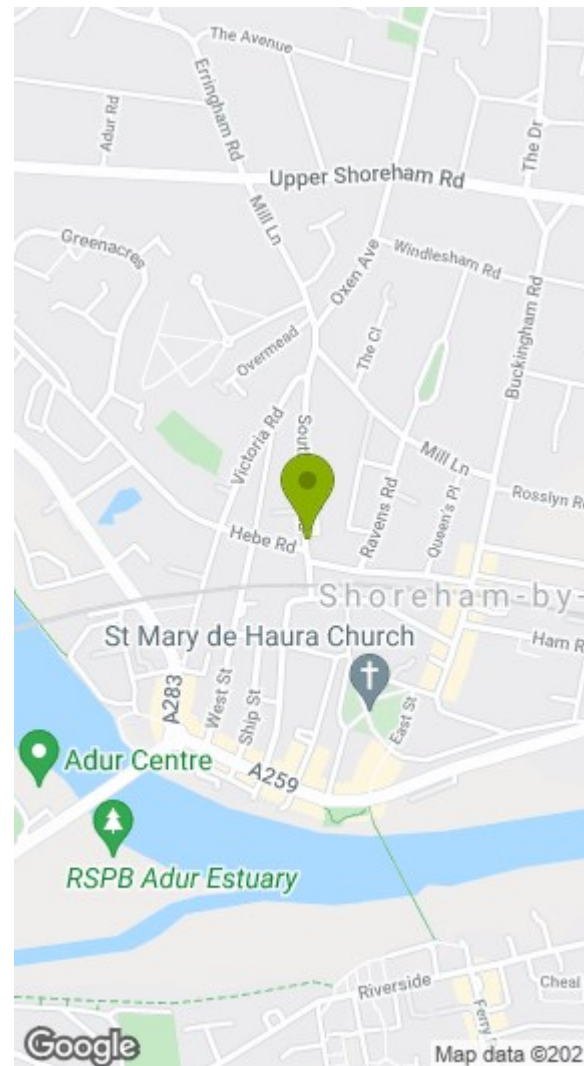 The Avenue
Erringham Rd
Adur Rd
The Dr
Upper Shoreham Rd
Mill Ln
Greenacres
Oxen Ave
Windlesham Rd
Buckingham Rd
Overmead
The Cl
Victoria Rd
Sout
Mill Ln
Rosslyn R
Ravens Rd
Queen's Pl
Hebe Rd
Shoreham-by-
St Mary de Haura Church
Ham R
A283
West St
Ship St
East St
Adur Centre
A259
RSPB Adur Estuary
Riverside
Cheal
Ferry
Google
Map data ©202